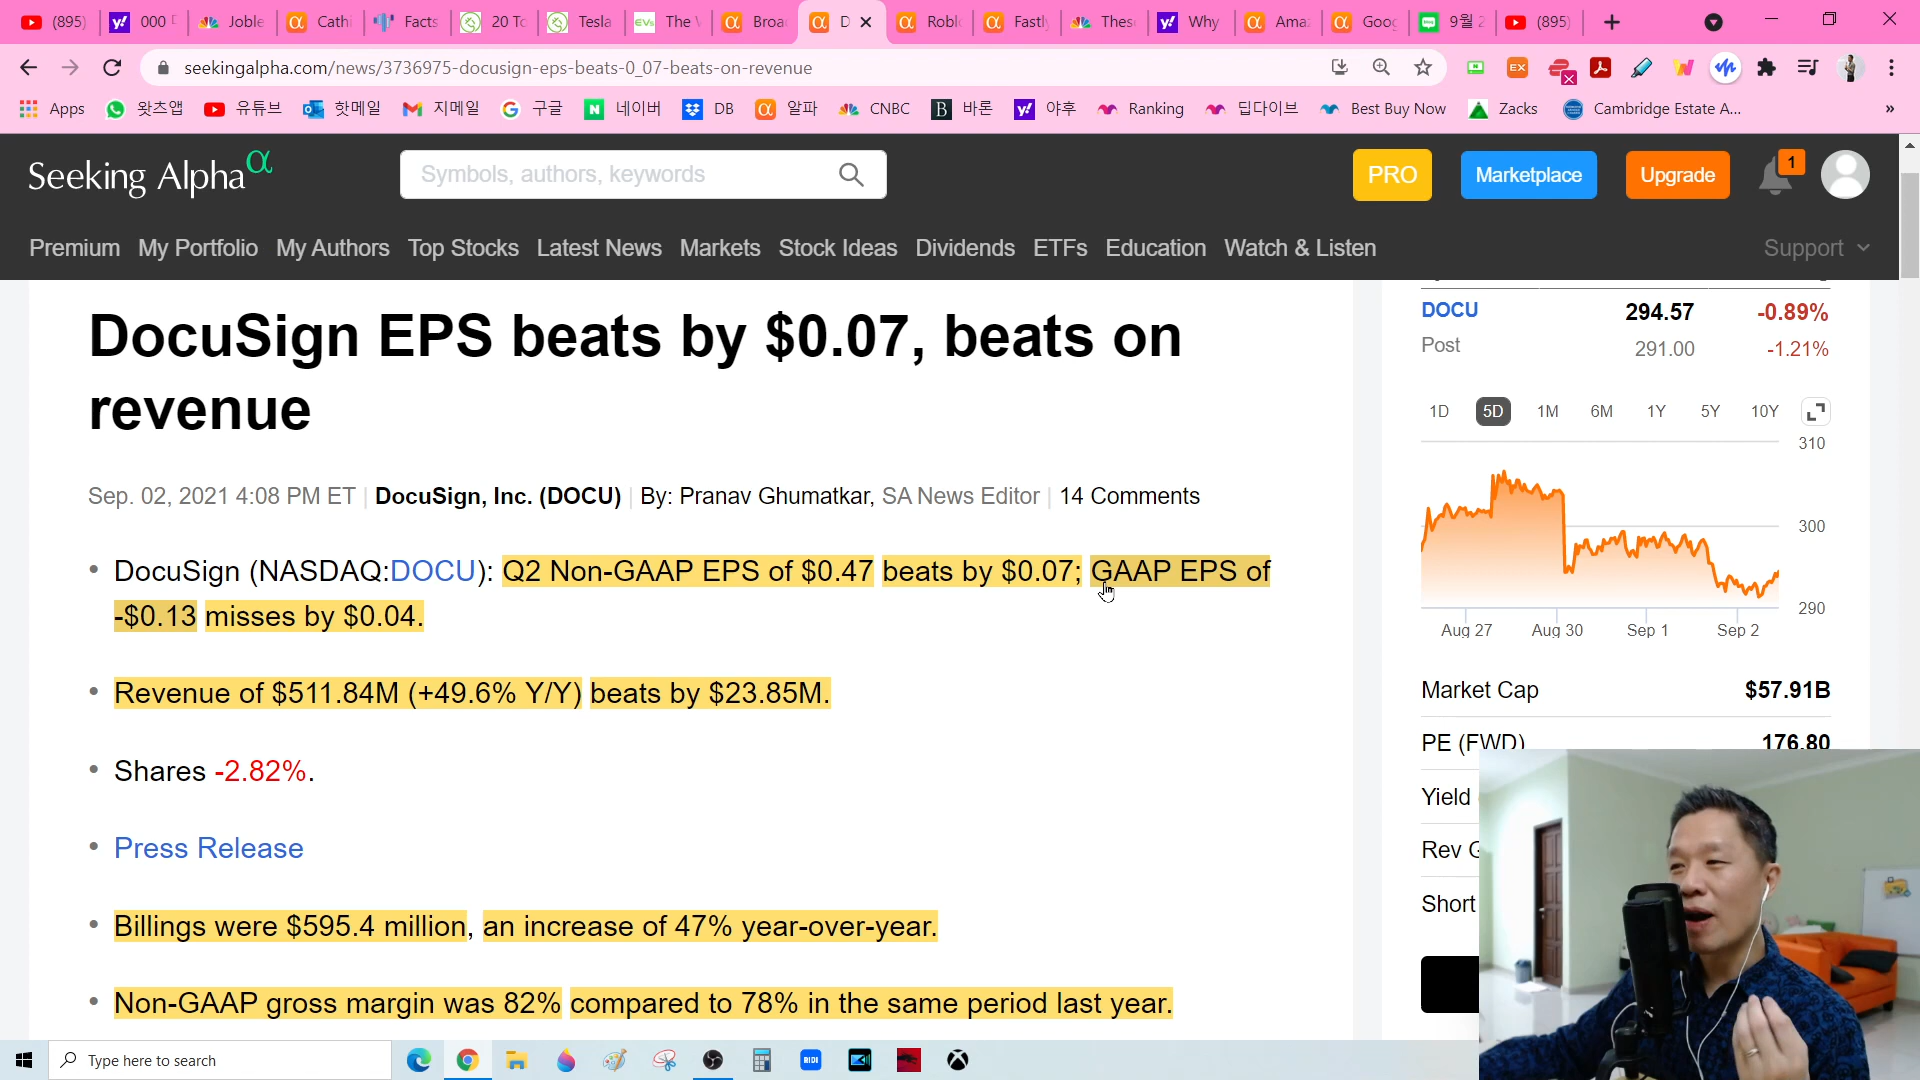 (895)
000
Joble
Cathi
Facts
20 To
Tesla
The
Broa
D
Roblo
Fastly
These
Why
Ama
Goog
9월 2
(895)
seekingalpha.com/news/3736975-docusign-eps-beats-0_07-beats-on-revenue
Apps 왓츠앱 유튜브 핫메일 지메일 구글 네이버 DB 알파 CNBC 바론 야후 Ranking 딥다이브 Best Buy Now Zacks Cambridge Estate A...
Seeking Alpha α
Symbols, authors, keywords
PRO
Marketplace
Upgrade
1
Premium My Portfolio My Authors Top Stocks Latest News Markets Stock Ideas Dividends ETFs Education Watch & Listen Support
DocuSign EPS beats by $0.07, beats on
revenue
Sep. 02, 2021 4:08 PM ET | DocuSign, Inc. (DOCU) | By: Pranav Ghumatkar, SA News Editor | 14 Comments
• DocuSign (NASDAQ:DOCU): Q2 Non-GAAP EPS of $0.47 beats by $0.07; GAAP EPS of
-$0.13 misses by $0.04.
• Revenue of $511.84M (+49.6% Y/Y) beats by $23.85M.
• Shares -2.82%.
• Press Release
• Billings were $595.4 million, an increase of 47% year-over-year.
• Non-GAAP gross margin was 82% compared to 78% in the same period last year.
DOCU 294.57 -0.89%
Post 291.00 -1.21%
1D 5D 1M 6M 1Y 5Y 10Y
310
300
290
Aug 27 Aug 30 Sep 1 Sep 2
Market Cap $57.91B
PE (FWD) 176.80
Yield
Rev G
Short
Type here to search